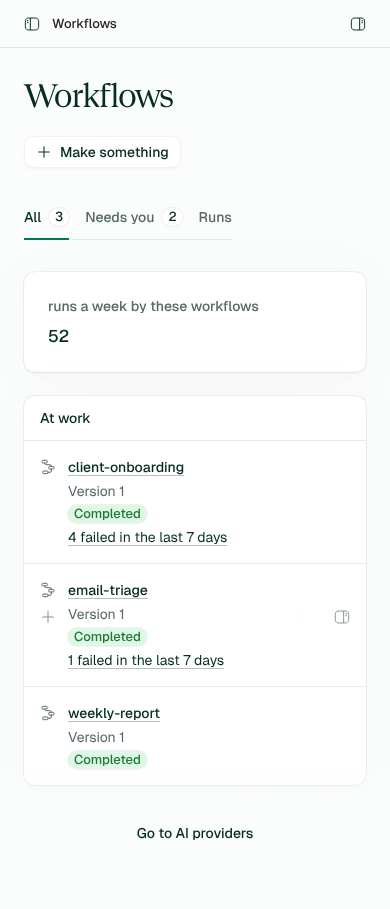 Workflows
Workflows
Make something
All 3 Needs you 2 Runs
runs a week by these workflows
52
At work
client-onboarding
Version 1
Completed
4 failed in the last 7 days
email-triage
Version 1
Completed
1 failed in the last 7 days
weekly-report
Version 1
Completed
Go to AI providers